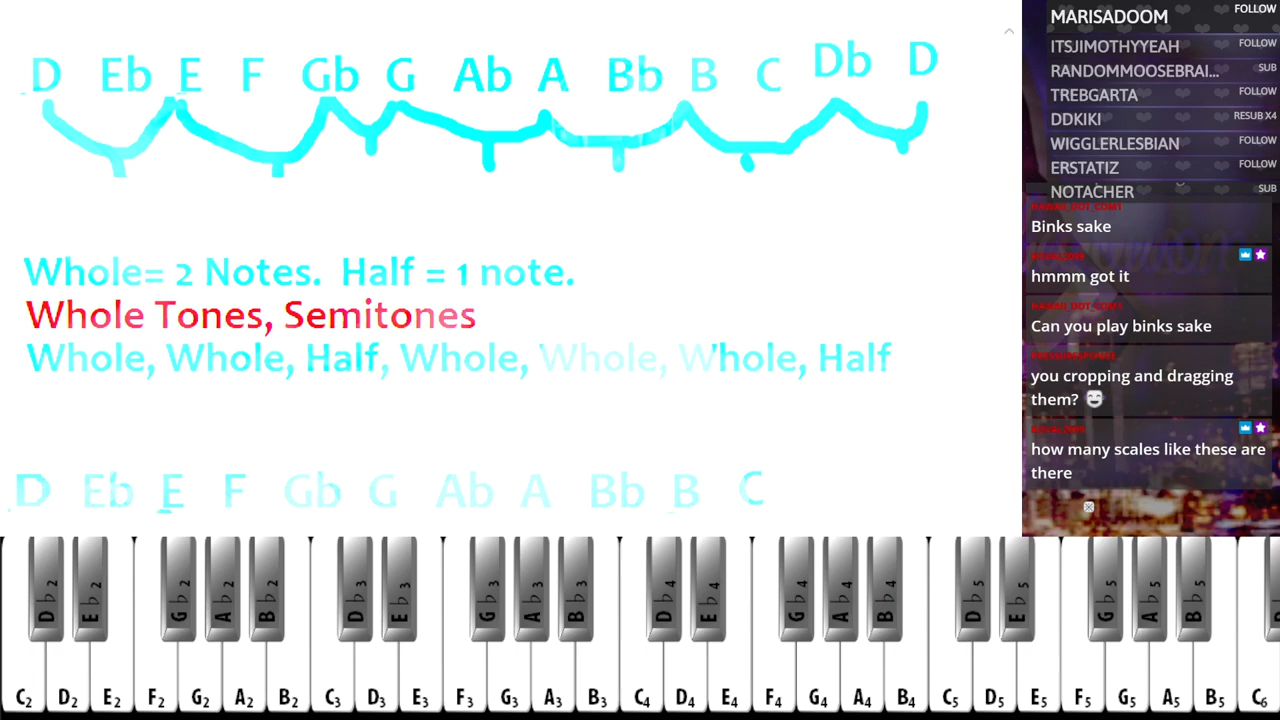 D Eb E F Gb G Ab A Bb B C Db D
Whole= 2 Notes. Half = 1 note.
Whole Tones, Semitones
Whole, Whole, Half, Whole, Whole, Whole, Half
D Eb E F Gb G Ab A Bb B C
MARISADOOM FOLLOW
ITSJIMOTHYYEAH FOLLOW
RANDOMMOOSEBRAI... SUB
TREBGARTA FOLLOW
DDKIKI RESUB X4
WIGGLERLESBIAN FOLLOW
ERSTATIZ FOLLOW
NOTACHER SUB
Binks sake
hmmm got it
Can you play binks sake
you cropping and dragging
them?
how many scales like these are
there
D♭2 E♭2 G♭2 A♭2 B♭2 D♭3 E♭3 G♭3 A♭3 B♭3 D♭4 E♭4 G♭4 A♭4 B♭4 D♭5 E♭5 G♭5 A♭5 B♭5
C2 D2 E2 F2 G2 A2 B2 C3 D3 E3 F3 G3 A3 B3 C4 D4 E4 F4 G4 A4 B4 C5 D5 E5 F5 G5 A5 B5 C6